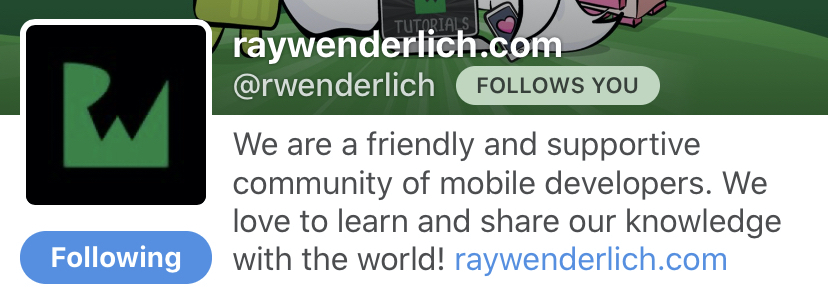 TUTORIALS
raywenderlich.com
@rwenderlich FOLLOWS YOU
RW
We are a friendly and supportive
community of mobile developers. We
love to learn and share our knowledge
with the world! raywenderlich.com
Following